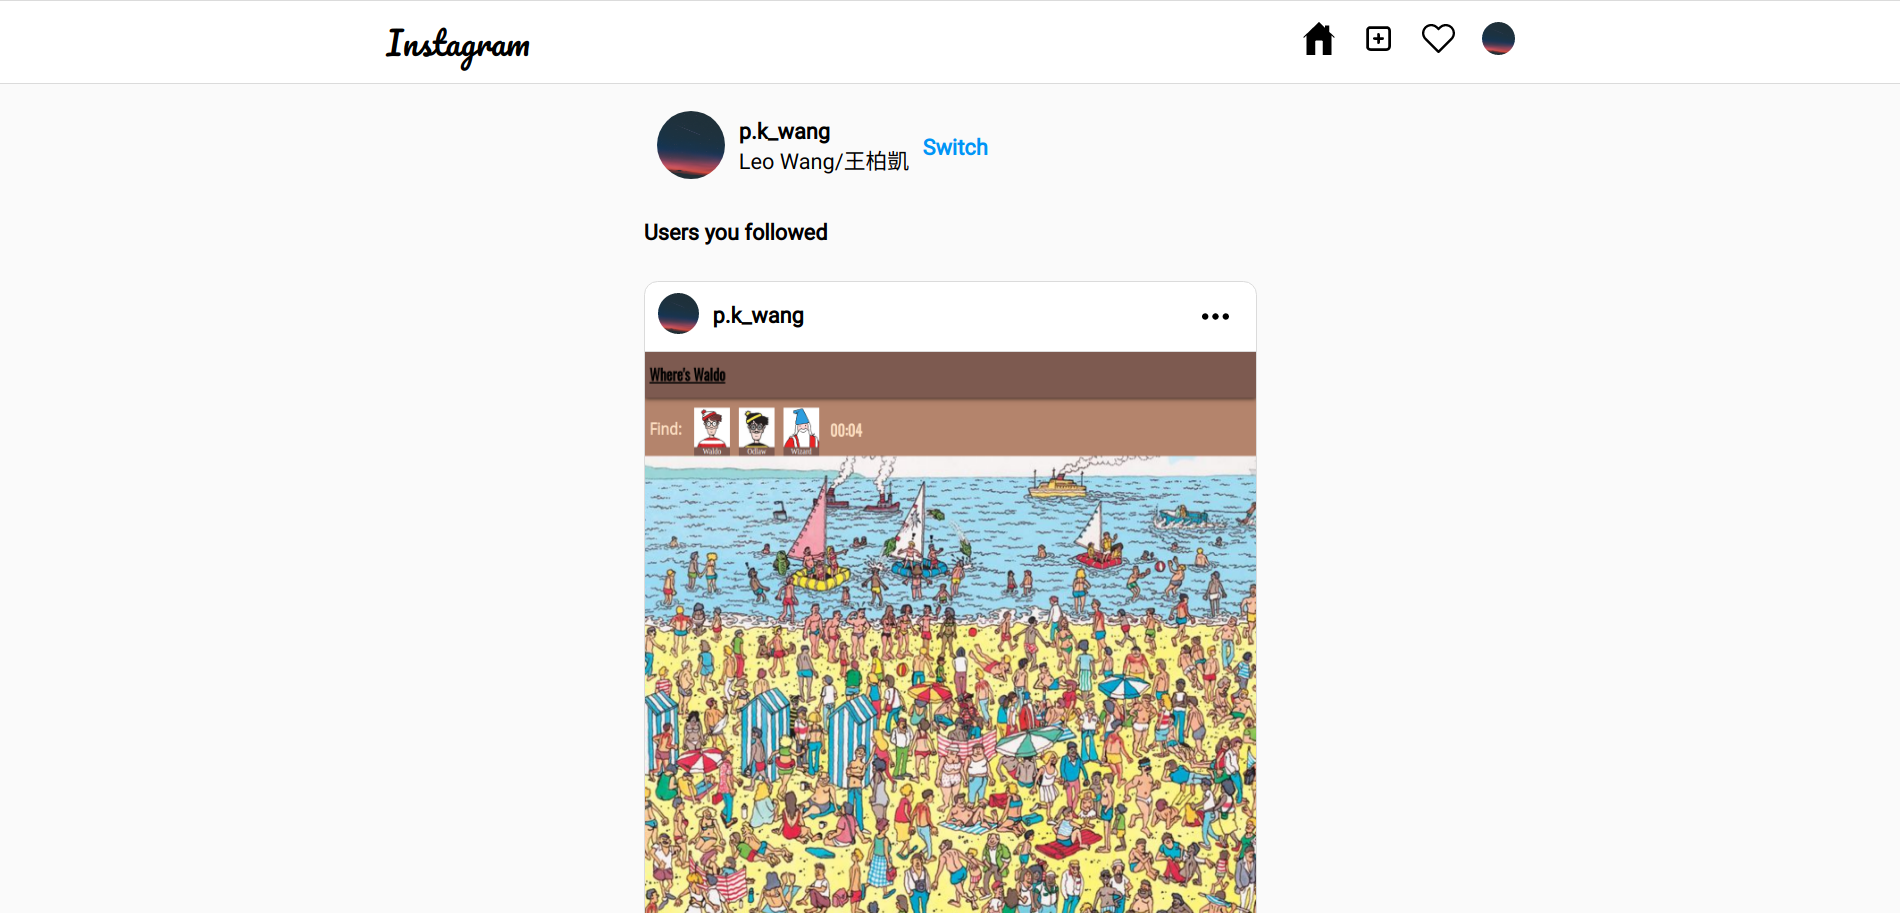 Instagram
p.k_wang
Leo Wang/王柏凱
Switch
Users you followed
p.k_wang
Where's Waldo
Find:
Waldo
Odlaw
Wizard
00:04